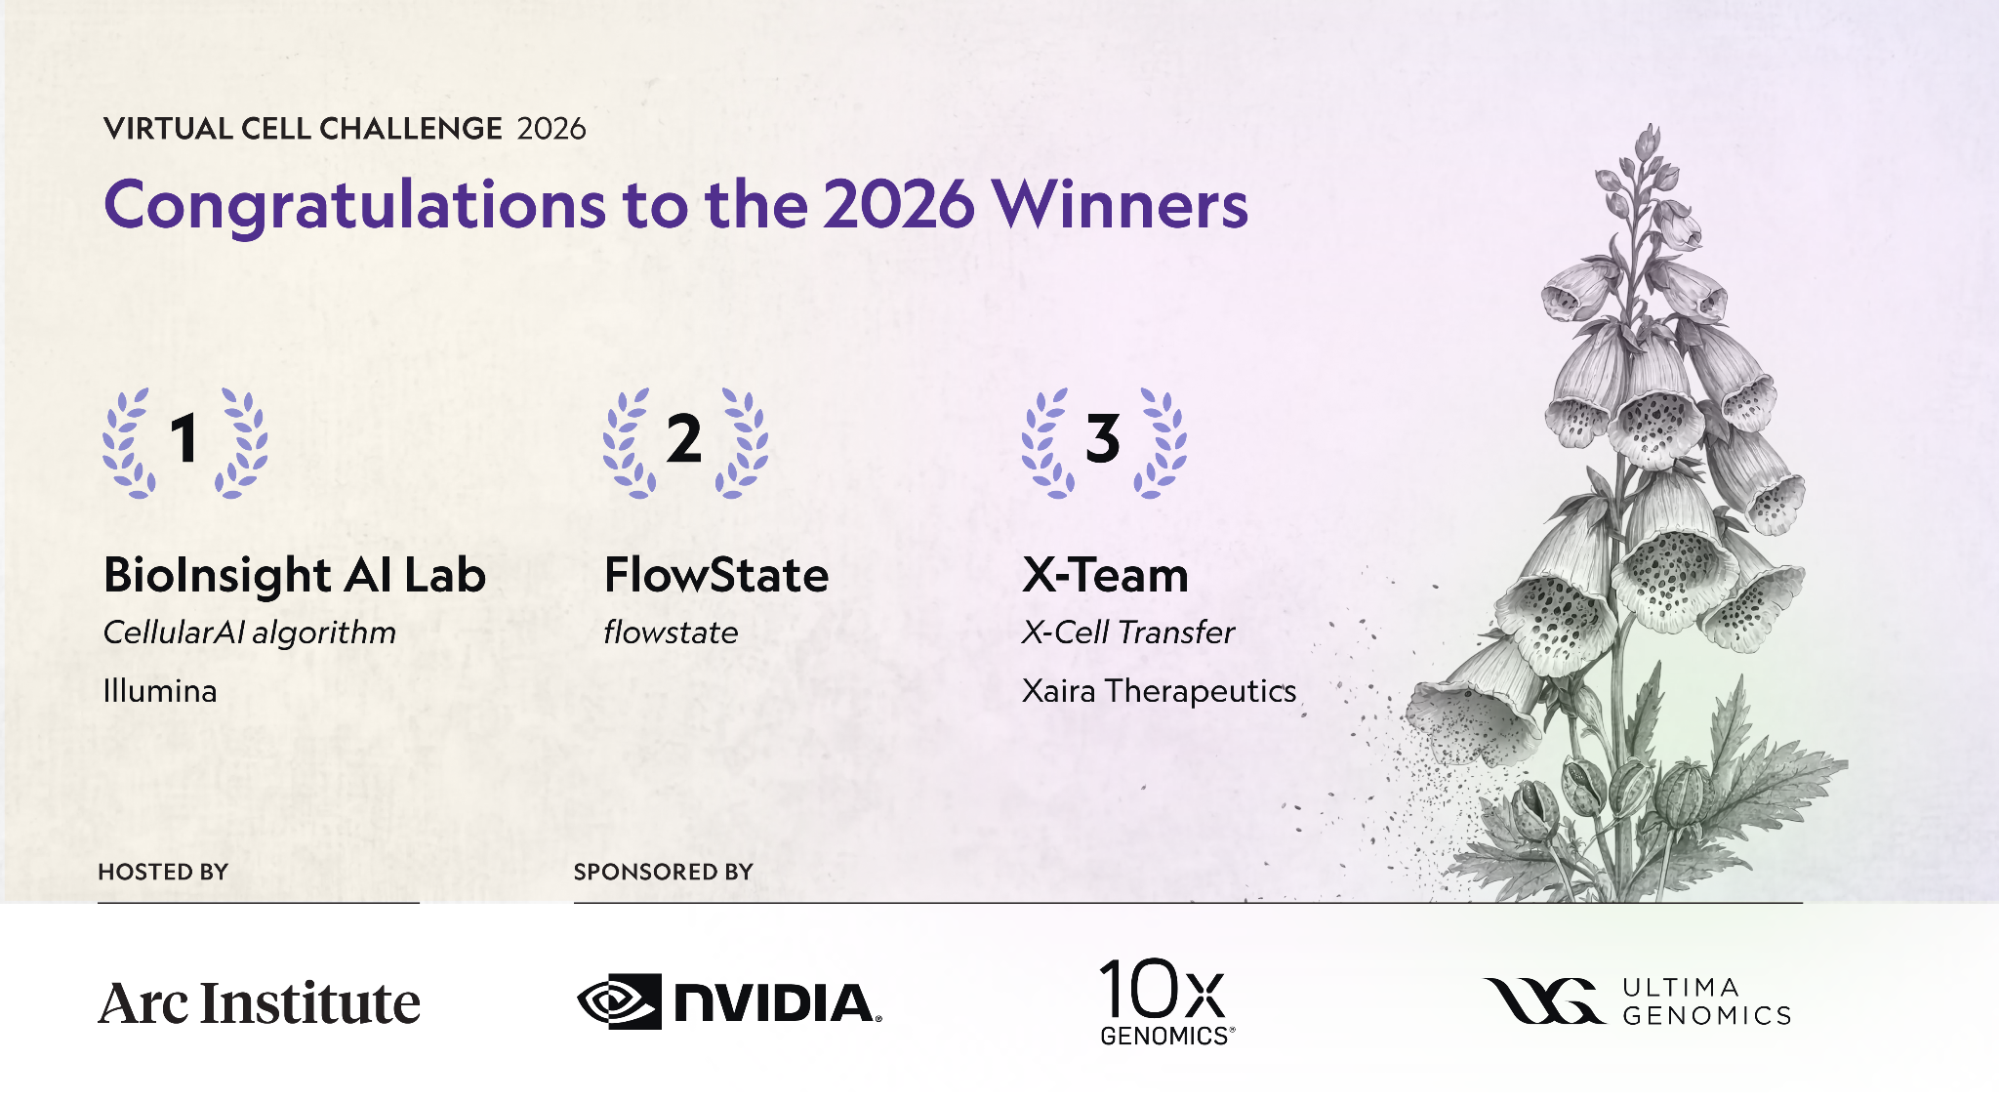 VIRTUAL CELL CHALLENGE 2026
Congratulations to the 2026 Winners
1
BioInsight AI Lab
CellularAI algorithm
Illumina
2
FlowState
flowstate
3
X-Team
X-Cell Transfer
Xaira Therapeutics
HOSTED BY
Arc Institute
SPONSORED BY
NVIDIA®
10x
GENOMICS®
ULTIMA
GENOMICS